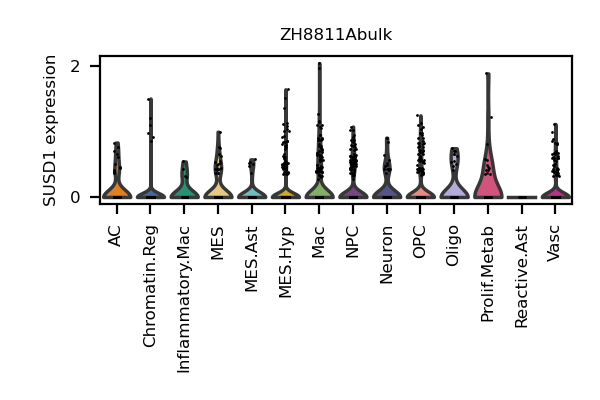 ZH8811Abulk
SUSD1 expression
2
0
AC
Chromatin.Reg
Inflammatory.Mac
MES
MES.Ast
MES.Hyp
Mac
NPC
Neuron
OPC
Oligo
Prolif.Metab
Reactive.Ast
Vasc